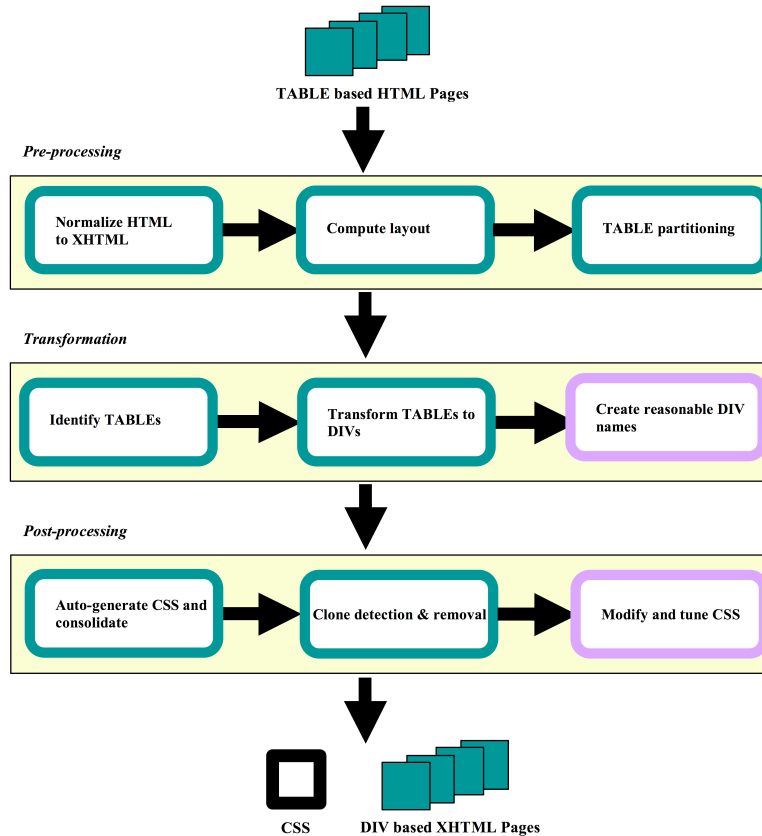 TABLE based HTML Pages
Pre-processing
Normalize HTML
to XHTML
Compute layout
TABLE partitioning
Transformation
Identify TABLEs
Transform TABLEs to
DIVs
Create reasonable DIV
names
Post-processing
Auto-generate CSS and
consolidate
Clone detection & removal
Modify and tune CSS
CSS
DIV based XHTML Pages